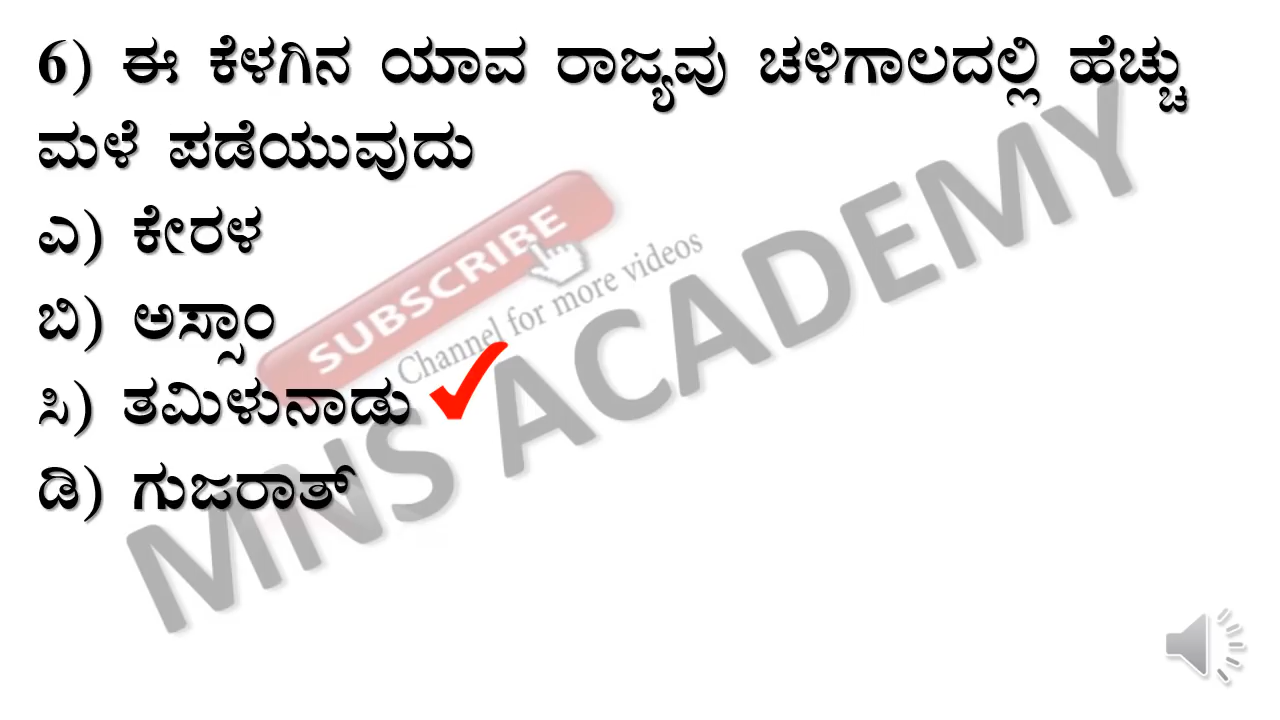 6) ಈ ಕೆಳಗಿನ ಯಾವ ರಾಜ್ಯವು ಚಳಿಗಾಲದಲ್ಲಿ ಹೆಚ್ಚು
ಮಳೆ ಪಡೆಯುವುದು
ಎ) ಕೇರಳ
ಬಿ) ಅಸ್ಸಾಂ
ಸಿ) ತಮಿಳುನಾಡು
ಡಿ) ಗುಜರಾತ್
SUBSCRIBE
Channel for more videos
MNS ACADEMY